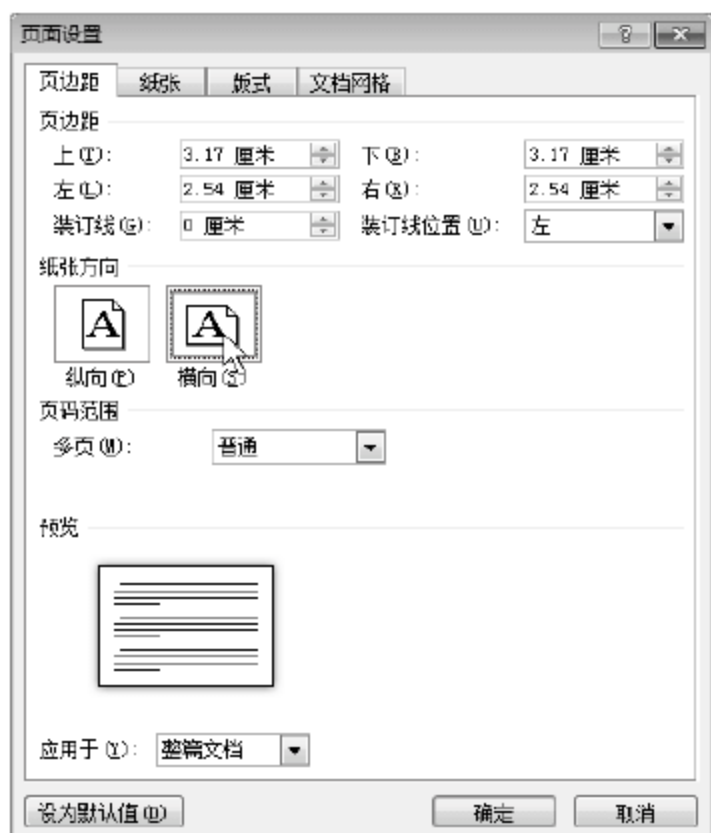 页面设置
页边距 纸张 版式 文档网格
页边距
上(T): 3.17 厘米 下(B): 3.17 厘米
左(L): 2.54 厘米 右(R): 2.54 厘米
装订线(G): 0 厘米 装订线位置(U): 左
纸张方向
A A
纵向(P) 横向(S)
页码范围
多页(M): 普通
预览
应用于(Y): 整篇文档
设为默认值(D) 确定 取消